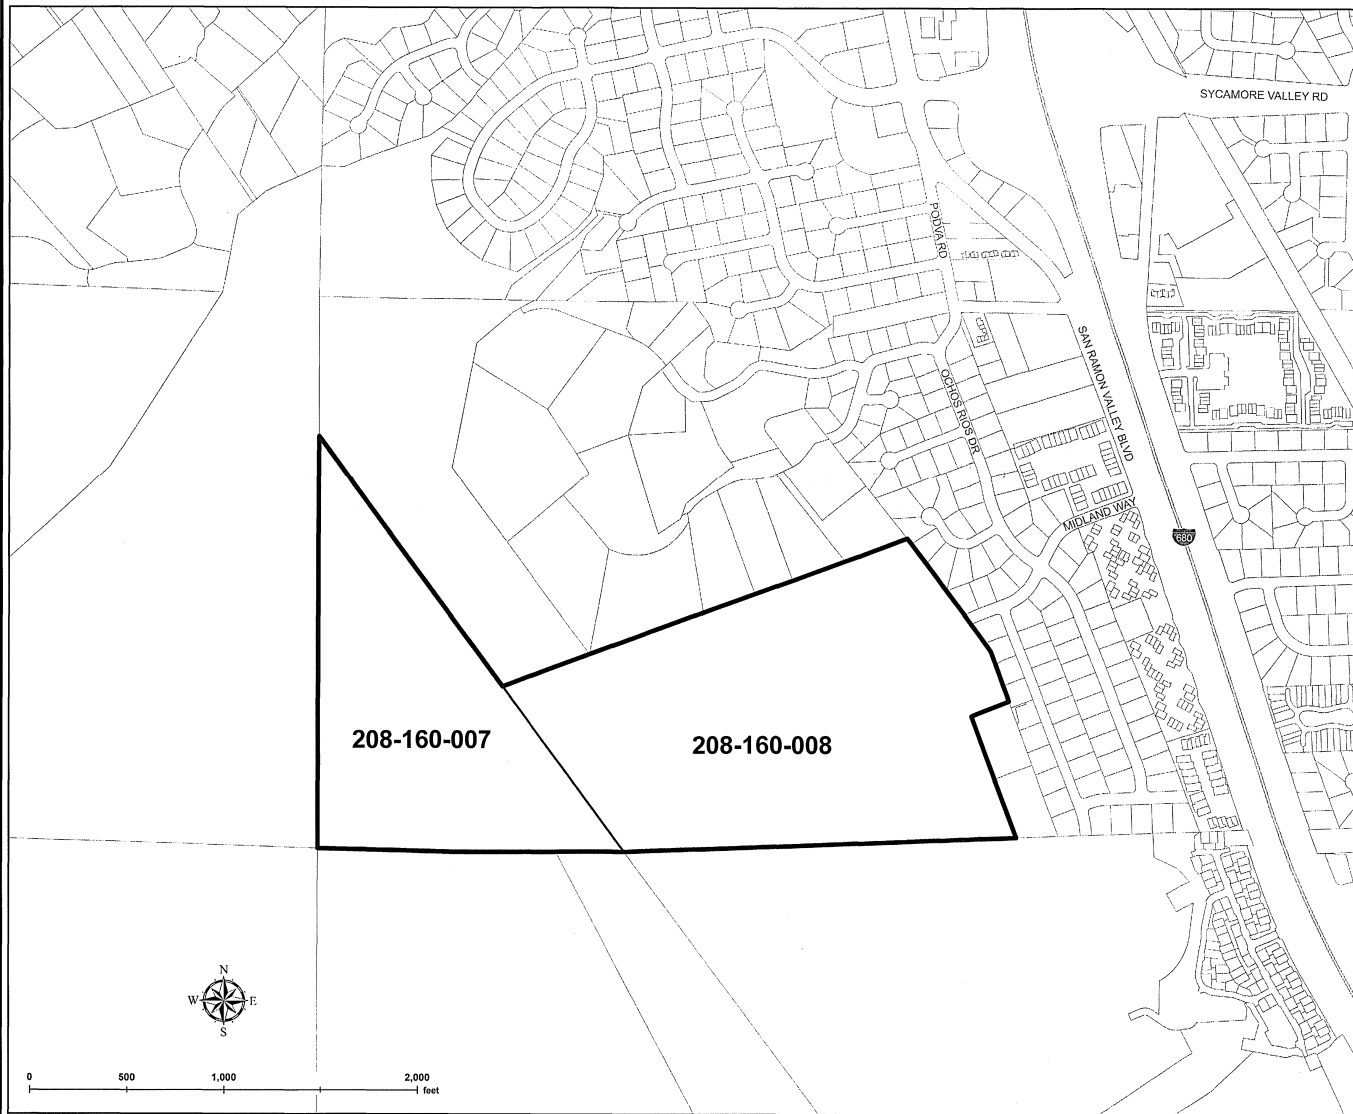 SYCAMORE VALLEY RD
PODVA RD
SAN RAMON VALLEY BLVD
OCHOS RIOS DR
MIDLAND WAY
680
208-160-007
208-160-008
N
W E
S
0 500 1,000 2,000
feet